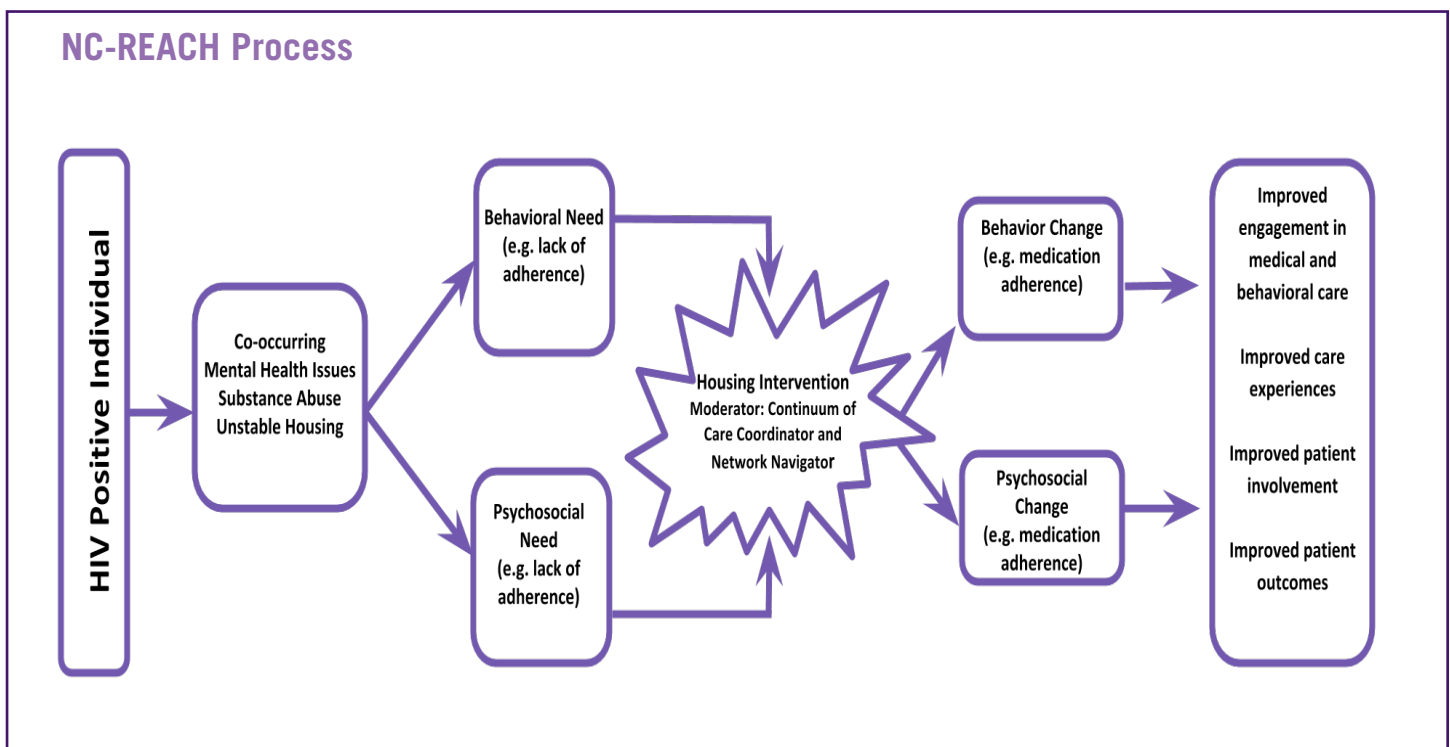 NC-REACH Process
HIV Positive Individual
Co-occurring
Mental Health Issues
Substance Abuse
Unstable Housing
Behavioral Need
(e.g. lack of
adherence)
Psychosocial
Need
(e.g. lack of
adherence)
Housing Intervention
Moderator: Continuum of
Care Coordinator and
Network Navigator
Behavior Change
(e.g. medication
adherence)
Psychosocial
Change
(e.g. medication
adherence)
Improved
engagement in
medical and
behavioral care
Improved care
experiences
Improved patient
involvement
Improved patient
outcomes